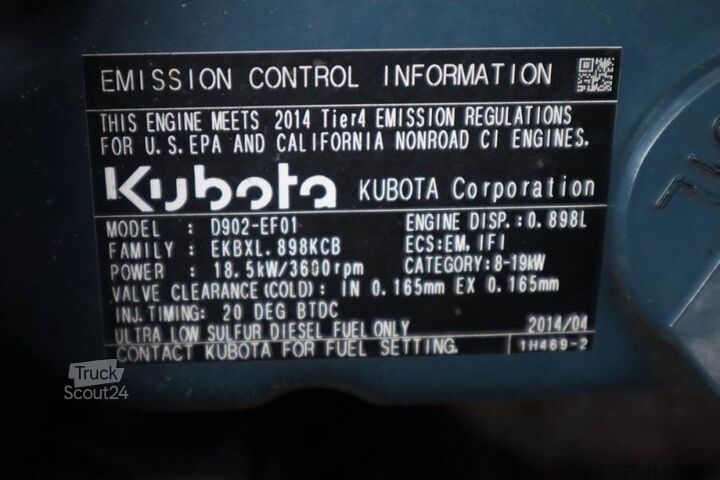 EMISSION CONTROL INFORMATION
THIS ENGINE MEETS 2014 Tier4 EMISSION REGULATIONS
FOR U.S.EPA AND CALIFORNIA NONROAD CI ENGINES.
Kubota KUBOTA Corporation
MODEL : D902-EF01 ENGINE DISP.:0.898L
FAMILY : EKBXL.898KCB ECS:EM,IFI
POWER : 18.5kW/3600rpm CATEGORY:8-19kW
VALVE CLEARANCE(COLD): IN 0.165mm EX 0.165mm
INJ.TIMING: 20 DEG BTDC
ULTRA LOW SULFUR DIESEL FUEL ONLY 2014/04
CONTACT KUBOTA FOR FUEL SETTING. 1H469-2
Truck
Scout24